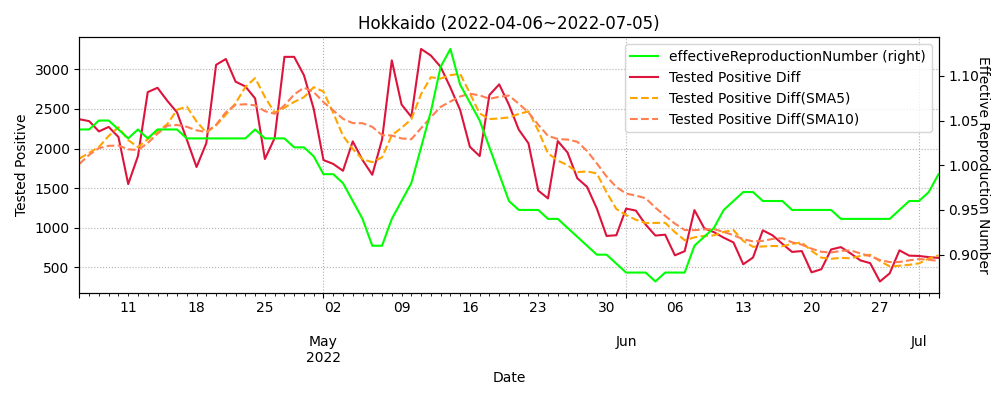 Hokkaido (2022-04-06~2022-07-05)
effectiveReproductionNumber (right)
Tested Positive Diff
Tested Positive Diff(SMA5)
Tested Positive Diff(SMA10)
Tested Positive
3000
2500
2000
1500
1000
500
1.10
1.05
1.00
0.95
0.90
Effective Reproduction Number
11 18 25 02 09 16 23 30 06 13 20 27
May Jun Jul
2022
Date